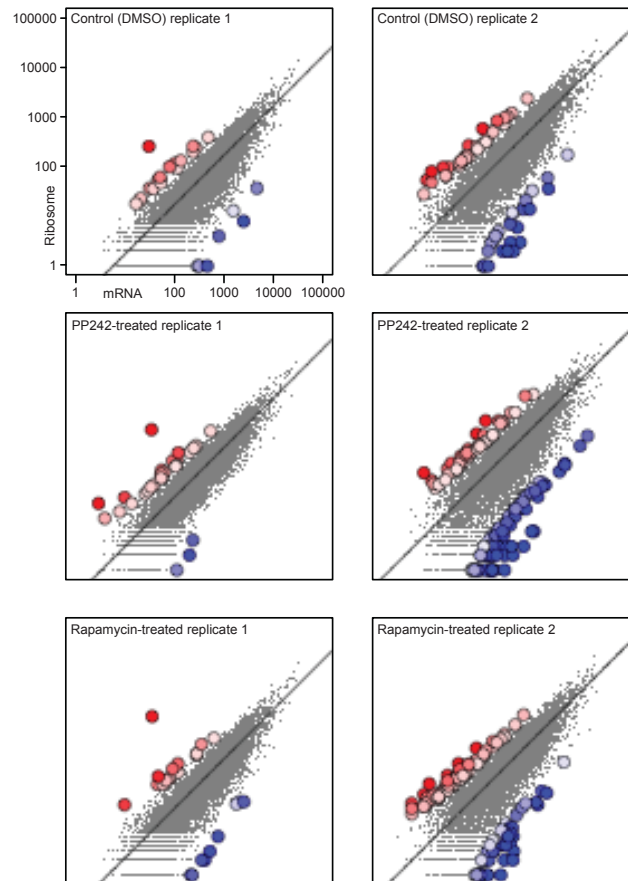 Control (DMSO) replicate 1
Control (DMSO) replicate 2
100000
10000
1000
100
1
Ribosome
1
mRNA
100
1000
10000
100000
PP242-treated replicate 1
PP242-treated replicate 2
Rapamycin-treated replicate 1
Rapamycin-treated replicate 2